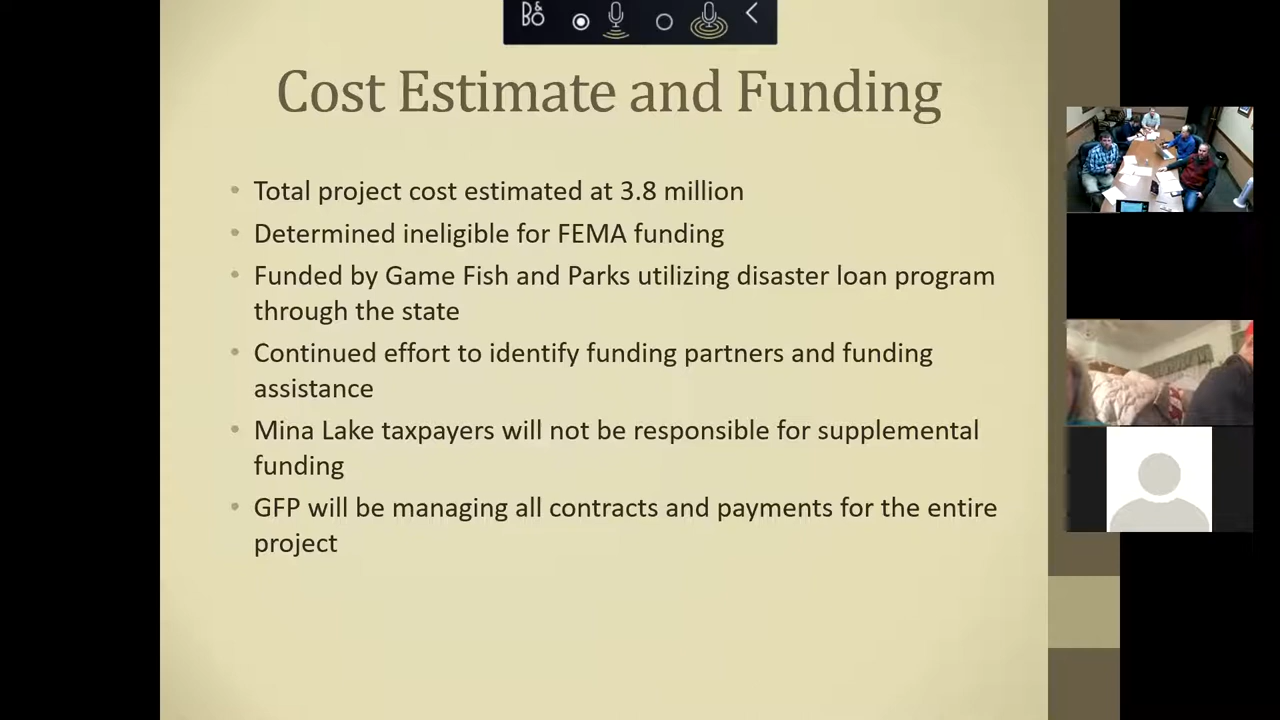 B&O
Cost Estimate and Funding
• Total project cost estimated at 3.8 million
• Determined ineligible for FEMA funding
• Funded by Game Fish and Parks utilizing disaster loan program
through the state
• Continued effort to identify funding partners and funding
assistance
• Mina Lake taxpayers will not be responsible for supplemental
funding
• GFP will be managing all contracts and payments for the entire
project